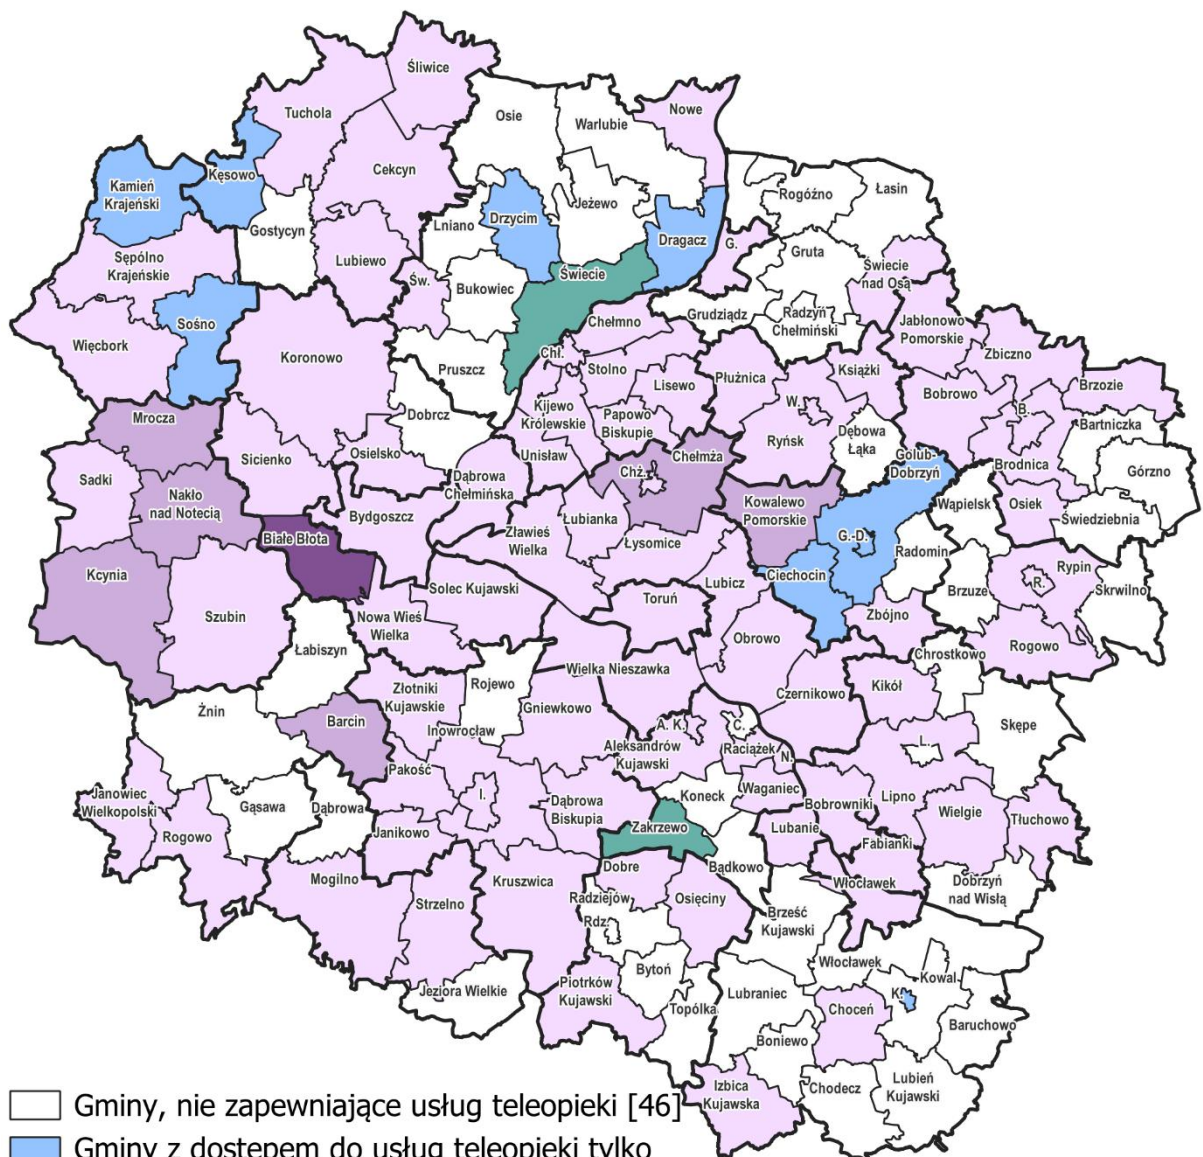 Śliwice
Tuchola
Osie
Warlubie
Nowe
Cekcyn
Kęsowo
Kamień
Krajeński
Rogóźno
Łasin
Drzycim
Jeżewo
Lniano
Gostycyn
Dragacz
G.
Gruta
Sępólno
Krajeńskie
Lubiewo
Św.
Bukowiec
Świecie
Świecie
nad Osą
Sośno
Grudziądz
Radzyń
Chełmiński
Chełmno
Jabłonowo
Pomorskie
Więcbork
Koronowo
Pruszcz
Chł.
Stolno
Zbiczno
Płużnica
Książki
Lisewo
Bobrowo
Brzozie
Mrocza
Dobrcz
Kijewo
Królewskie
Papowo
Biskupie
W.
B.
Bartniczka
Ryńsk
Dębowa
Łąka
Sicienko
Osielsko
Unisław
Chełmża
Golub-
Dobrzyń
Brodnica
Górzno
Sadki
Chż.
Dąbrowa
Chełmińska
Nakło
nad Notecią
Kowalewo
Pomorskie
Wąpielsk
Osiek
Świedziebnia
Bydgoszcz
Łubianka
Zławieś
Wielka
Białe Błota
G.-D.
Łysomice
Radomin
Kcynia
Ciechocin
Rypin
R.
Skrwilno
Lubicz
Solec Kujawski
Toruń
Brzuze
Szubin
Nowa Wieś
Wielka
Zbójno
Obrowo
Rogowo
Łabiszyn
Chrostkowo
Wielka Nieszawka
Rojewo
Złotniki
Kujawskie
Czernikowo
Kikół
Żnin
Gniewkowo
Barcin
Inowrocław
A. K.
C.
Skępe
Aleksandrów
Kujawski
Raciążek
N.
L.
Pakość
Janowiec
Wielkopolski
Waganiec
Koneck
I.
Bobrowniki
Lipno
Gąsawa
Dąbrowa
Dąbrowa
Biskupia
Wielgie
Tłuchowo
Zakrzewo
Janikowo
Rogowo
Lubanie
Fabianki
Dobre
Bądkowo
Mogilno
Kruszwica
Włocławek
Dobrzyń
nad Wisłą
Radziejów
Osięciny
Strzelno
Brześć
Kujawski
Rdz.
Włocławek
Bytoń
Kowal
Piotrków
Kujawski
Jeziora Wielkie
Lubraniec
K.
Topólka
Choceń
Baruchowo
Boniewo
Izbica
Kujawska
Chodecz
Lubień
Kujawski
Gminy, nie zapewniające usług teleopieki [46]
Gminy z dostępem do usług teleopieki tylko